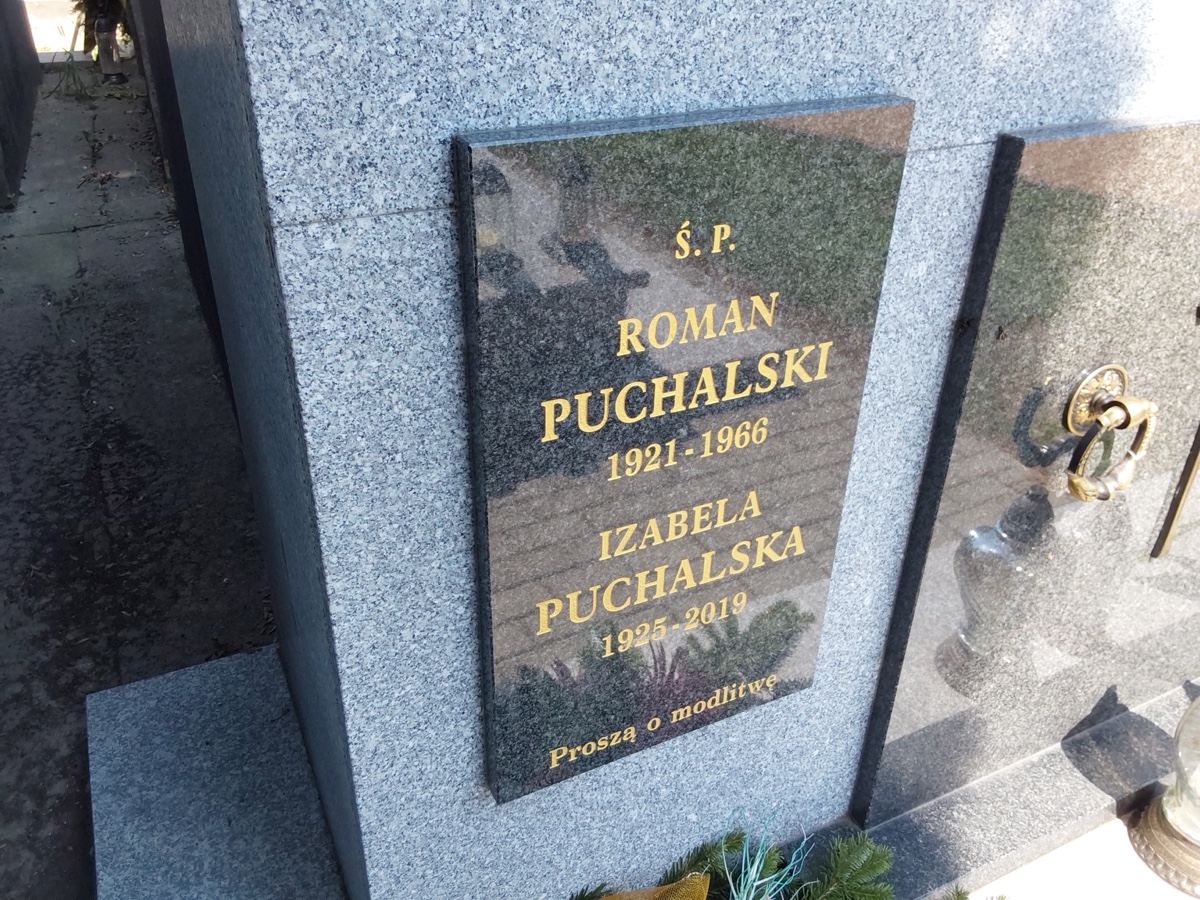 Ś. P.
ROMAN
PUCHALSKI
1921-1966
IZABELA
PUCHALSKA
1925-2019
Proszą o modlitwę